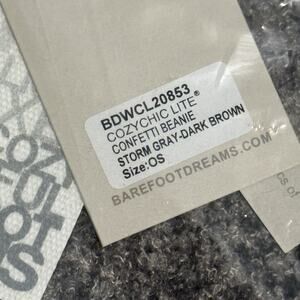 BDWCL20853
COZYCHIC LITE®
CONFETTI BEANIE
STORM GRAY-DARK BROWN
Size:OS
BAREFOOTDREAMS.COM